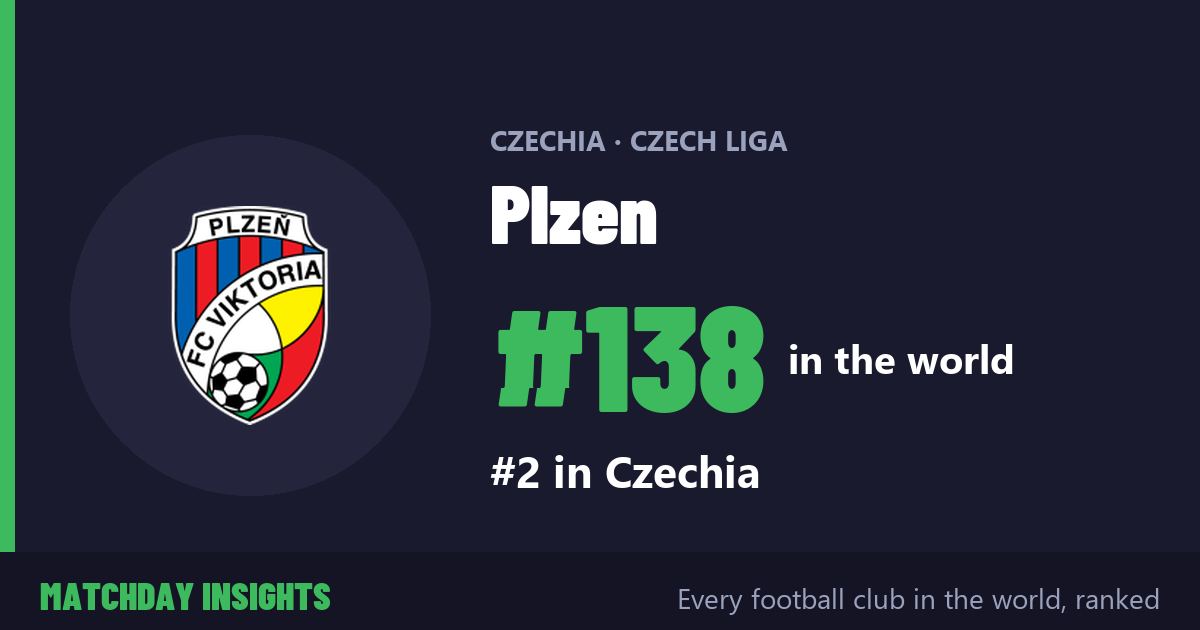 CZECHIA · CZECH LIGA
PLZEŇ
FC VIKTORIA
Plzen
#138 in the world
#2 in Czechia
MATCHDAY INSIGHTS
Every football club in the world, ranked